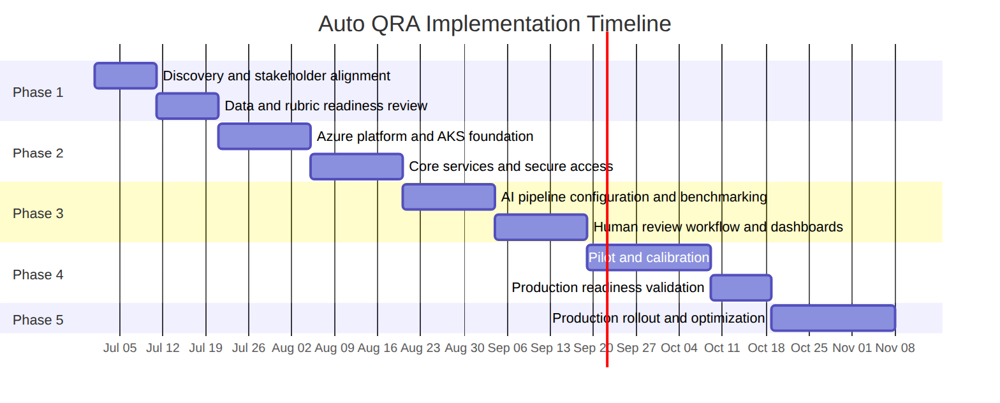 Auto QRA Implementation Timeline
Phase 1
Discovery and stakeholder alignment
Data and rubric readiness review
Phase 2
Azure platform and AKS foundation
Core services and secure access
Phase 3
AI pipeline configuration and benchmarking
Human review workflow and dashboards
Phase 4
Pilot and calibration
Production readiness validation
Phase 5
Production rollout and optimization
Jul 05 Jul 12 Jul 19 Jul 26 Aug 02 Aug 09 Aug 16 Aug 23 Aug 30 Sep 06 Sep 13 Sep 20 Sep 27 Oct 04 Oct 11 Oct 18 Oct 25 Nov 01 Nov 08